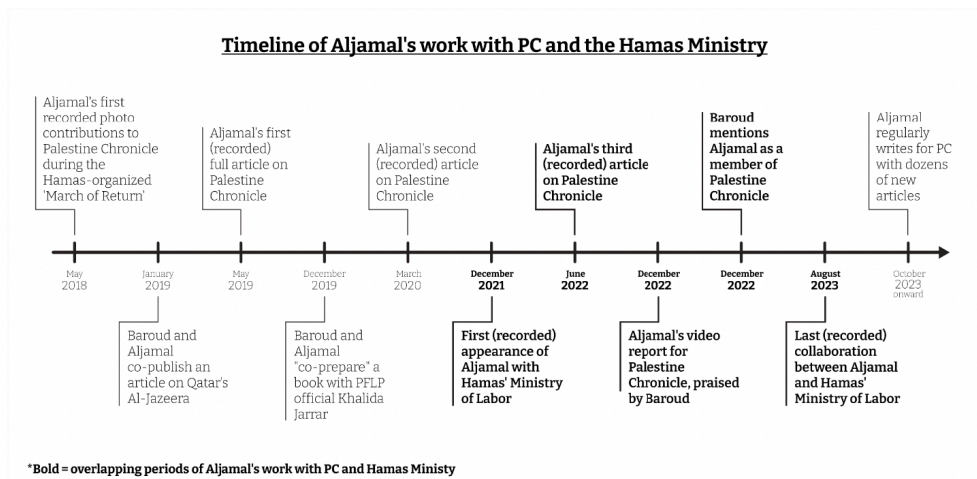 Timeline of Aljamal's work with PC and the Hamas Ministry
Aljamal's first
recorded photo
contributions to
Palestine Chronicle
during the
Hamas-organized
'March of Return'
Aljamal's first
(recorded)
full article on
Palestine
Chronicle
Aljamal's second
(recorded) article
on Palestine
Chronicle
Aljamal's third
(recorded) article
on Palestine
Chronicle
Baroud
mentions
Aljamal as a
member of
Palestine
Chronicle
Aljamal
regularly
writes for PC
with dozens
of new
articles
May
2018
January
2019
May
2019
December
2019
March
2020
December
2021
June
2022
December
2022
December
2022
August
2023
October
2023
onward
Baroud and
Aljamal
co-publish an
article on Qatar's
Al-Jazeera
Baroud and
Aljamal
"co-prepare" a
book with PFLP
official Khalida
Jarrar
First (recorded)
appearance of
Aljamal with
Hamas' Ministry
of Labor
Aljamal's video
report for
Palestine
Chronicle, praised
by Baroud
Last (recorded)
collaboration
between Aljamal
and Hamas'
Ministry of Labor
*Bold = overlapping periods of Aljamal's work with PC and Hamas Ministy